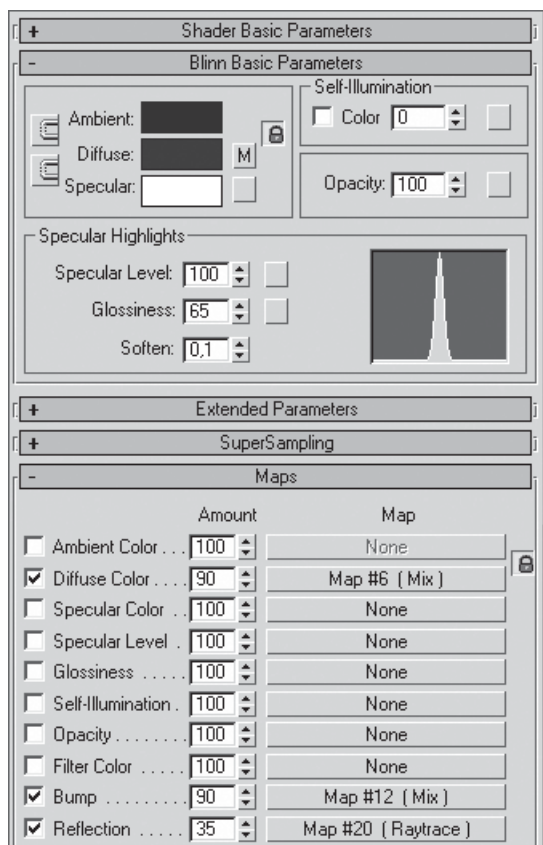 + Shader Basic Parameters
- Blinn Basic Parameters
Ambient:
Diffuse: M
Specular:
Self-Illumination
Color 0
Opacity: 100
Specular Highlights
Specular Level: 100
Glossiness: 65
Soften: 0,1
+ Extended Parameters
+ SuperSampling
- Maps
Amount Map
Ambient Color . . . 100 None
Diffuse Color . . . . 90 Map #6 ( Mix )
Specular Color . . 100 None
Specular Level . 100 None
Glossiness . . . . . 100 None
Self-Illumination . 100 None
Opacity . . . . . . . . 100 None
Filter Color . . . . . 100 None
Bump . . . . . . . . . 90 Map #12 ( Mix )
Reflection . . . . . 35 Map #20 ( Raytrace )